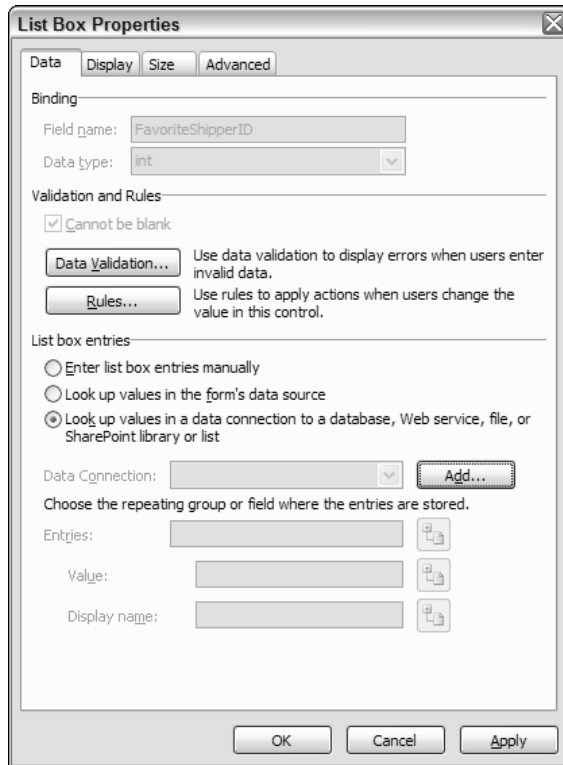 List Box Properties
Data Display Size Advanced
Binding
Field name: FavoriteShipperID
Data type: int
Validation and Rules
Cannot be blank
Data Validation... Use data validation to display errors when users enter
invalid data.
Rules... Use rules to apply actions when users change the
value in this control.
List box entries
Enter list box entries manually
Look up values in the form's data source
Look up values in a data connection to a database, Web service, file, or
SharePoint library or list
Data Connection: Add...
Choose the repeating group or field where the entries are stored.
Entries:
Value:
Display name:
OK Cancel Apply